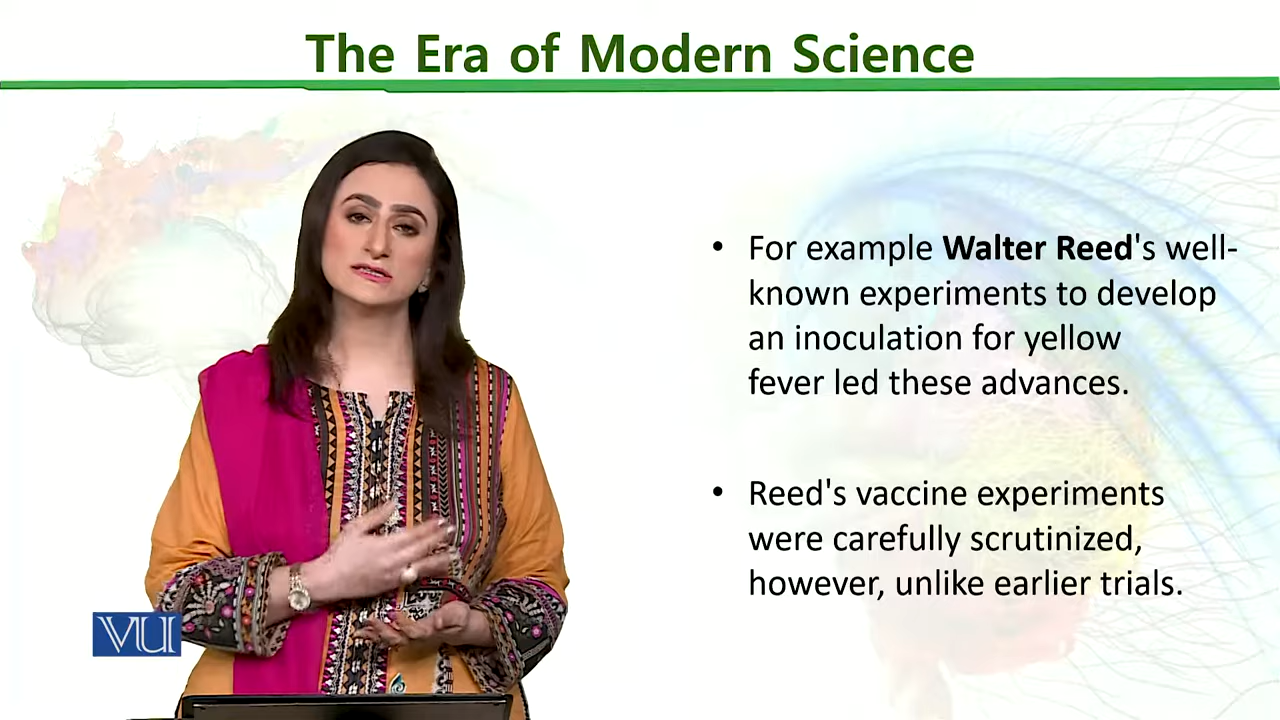 The Era of Modern Science
• For example Walter Reed's well-
known experiments to develop
an inoculation for yellow
fever led these advances.
• Reed's vaccine experiments
were carefully scrutinized,
however, unlike earlier trials.
VU